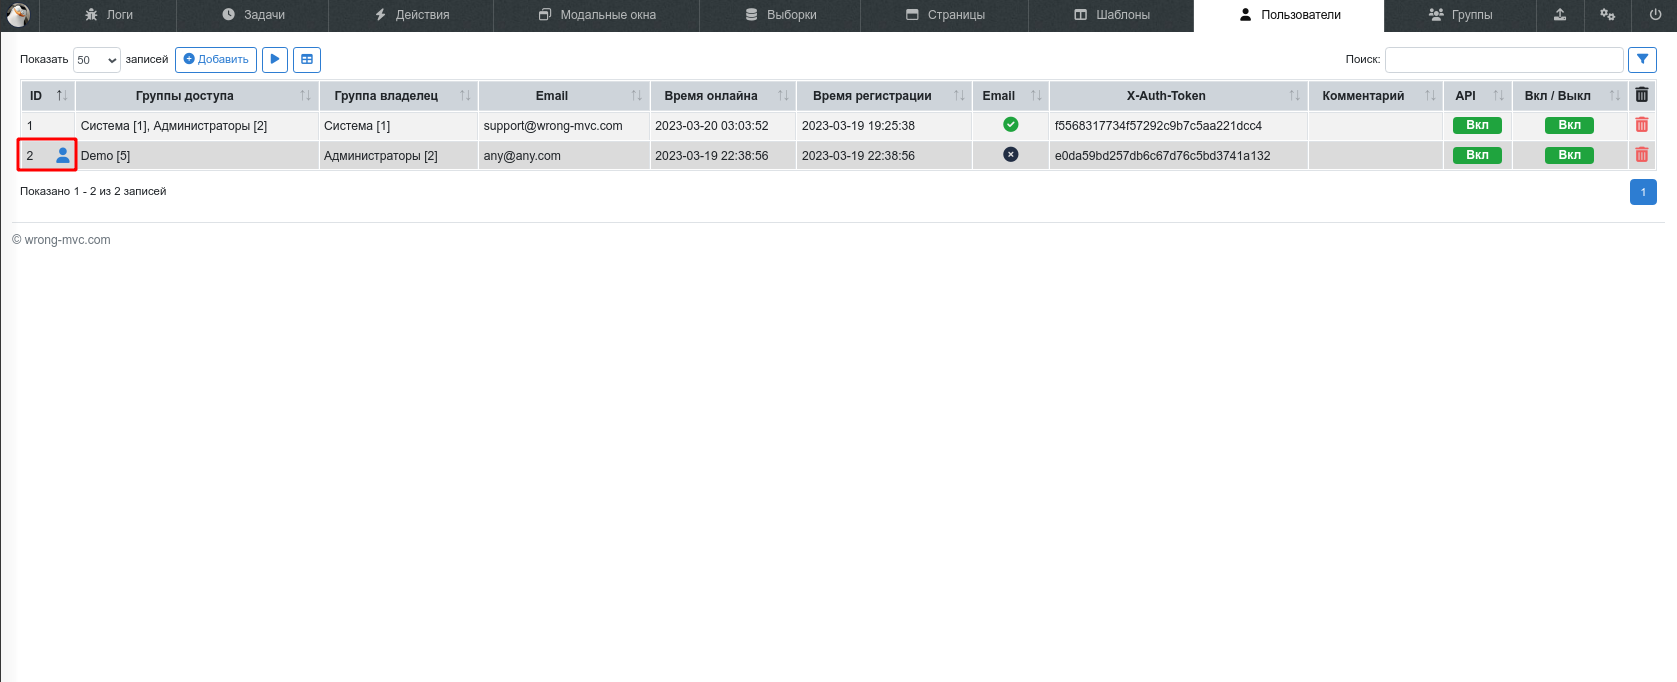 Логи Задачи Действия Модальные окна Выборки Страницы Шаблоны Пользователи Группы
Показать 50 записей Добавить Поиск:
ID Группы доступа Группа владелец Email Время онлайна Время регистрации Email X-Auth-Token Комментарий API Вкл / Выкл
1 Система [1], Администраторы [2] Система [1] support@wrong-mvc.com 2023-03-20 03:03:52 2023-03-19 19:25:38 f5568317734f57292c9b7c5aa221dcc4 Вкл Вкл
2 Demo [5] Администраторы [2] any@any.com 2023-03-19 22:38:56 2023-03-19 22:38:56 e0da59bd257db6c67d76c5bd3741a132 Вкл Вкл
Показано 1 - 2 из 2 записей 1
© wrong-mvc.com